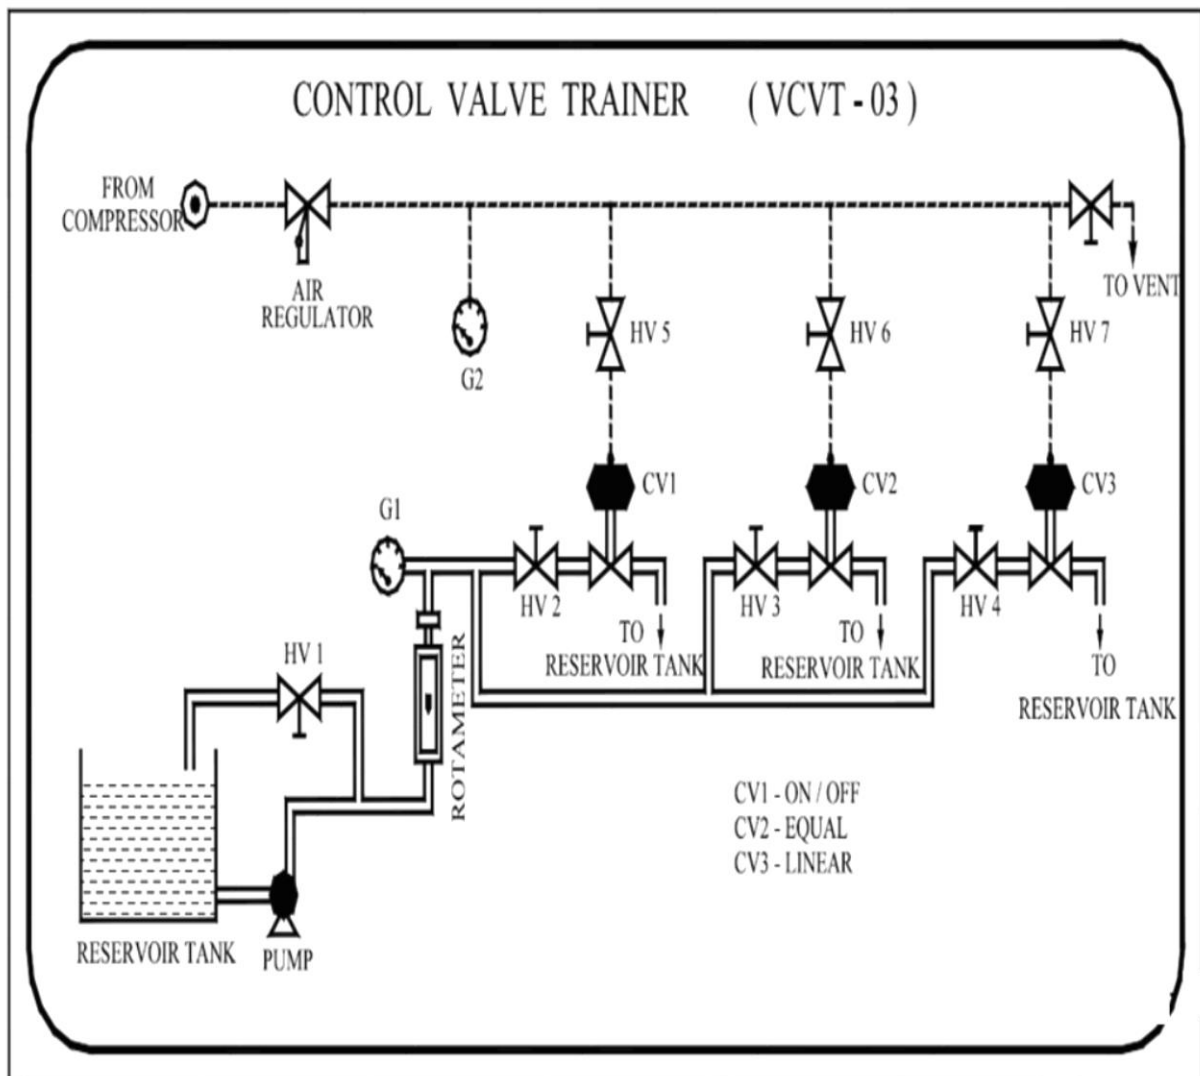 CONTROL VALVE TRAINER ( VCVT - 03 )
FROM
COMPRESSOR
AIR
REGULATOR
TO VENT
G2
HV 5
HV 6
HV 7
CV1
CV2
CV3
G1
HV 2
HV 3
HV 4
TO
RESERVOIR TANK
TO
RESERVOIR TANK
TO
RESERVOIR TANK
HV 1
ROTAMETER
CV1 - ON / OFF
CV2 - EQUAL
CV3 - LINEAR
RESERVOIR TANK
PUMP